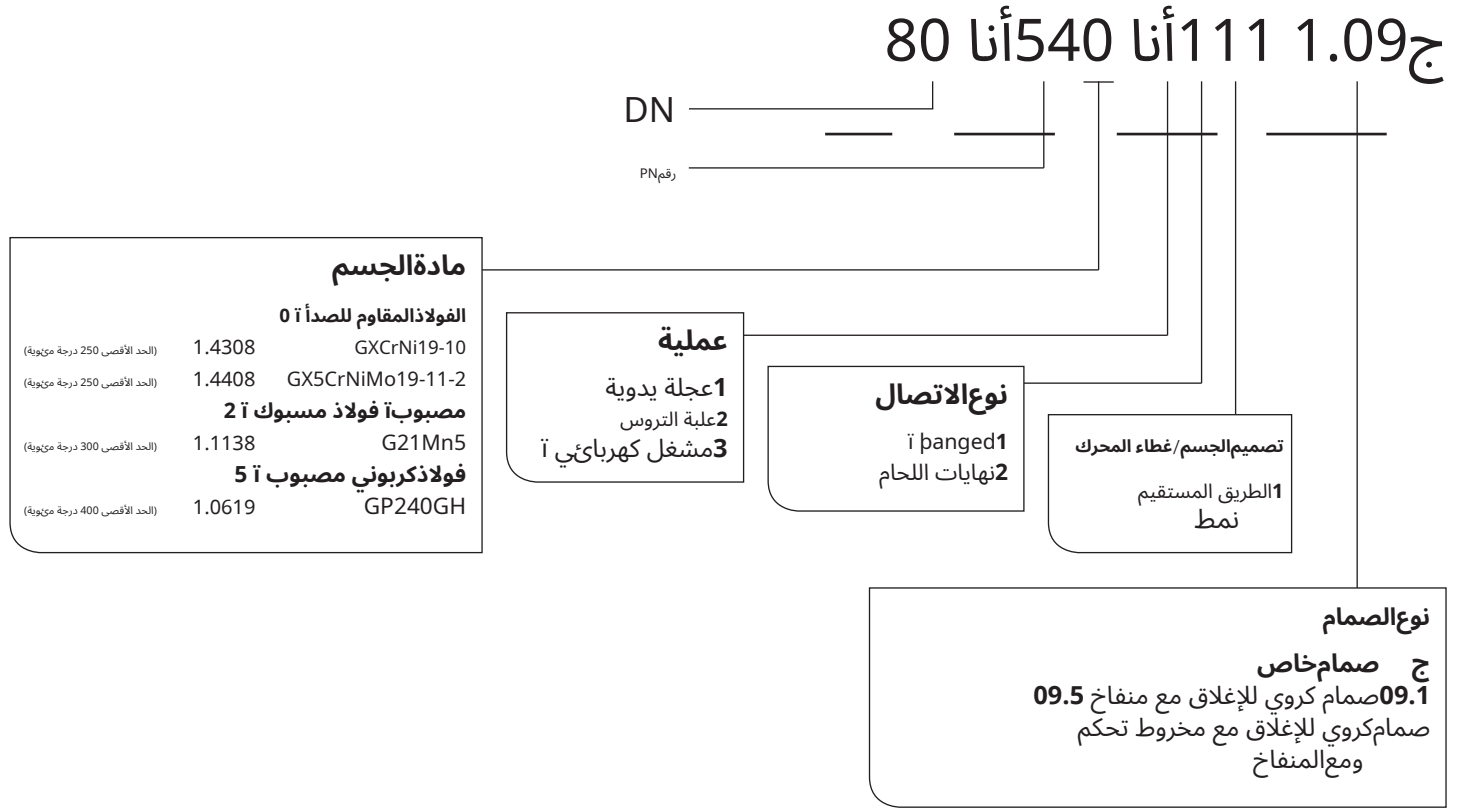 ج1.09 111أنا 540أنا 80
DN
رقمPN
مادةالجسم
الفولاذالمقاوم للصدأ ï 0
GXCrNi19-10 1.4308 (الحد الأقصى 250 درجة مئوية)
GX5CrNiMo19-11-2 1.4408 (الحد الأقصى 250 درجة مئوية)
مصبوبï فولاذ مسبوك ï 2
G21Mn5 1.1138 (الحد الأقصى 300 درجة مئوية)
فولاذكربوني مصبوب ï 5
GP240GH 1.0619 (الحد الأقصى 400 درجة مئوية)
عملية
1عجلة يدوية
2علبة التروس
3مشغل كهربائي ï
نوعالاتصال
1ï þanged
2نهايات اللحام
تصميمالجسم/غطاء المحرك
1الطريق المستقيم
نمط
نوعالصمام
ج صمامخاص
09.1صمام كروي للإغلاق مع منفاخ 09.5
صمامكروي للإغلاق مع مخروط تحكم
ومعالمنفاخ